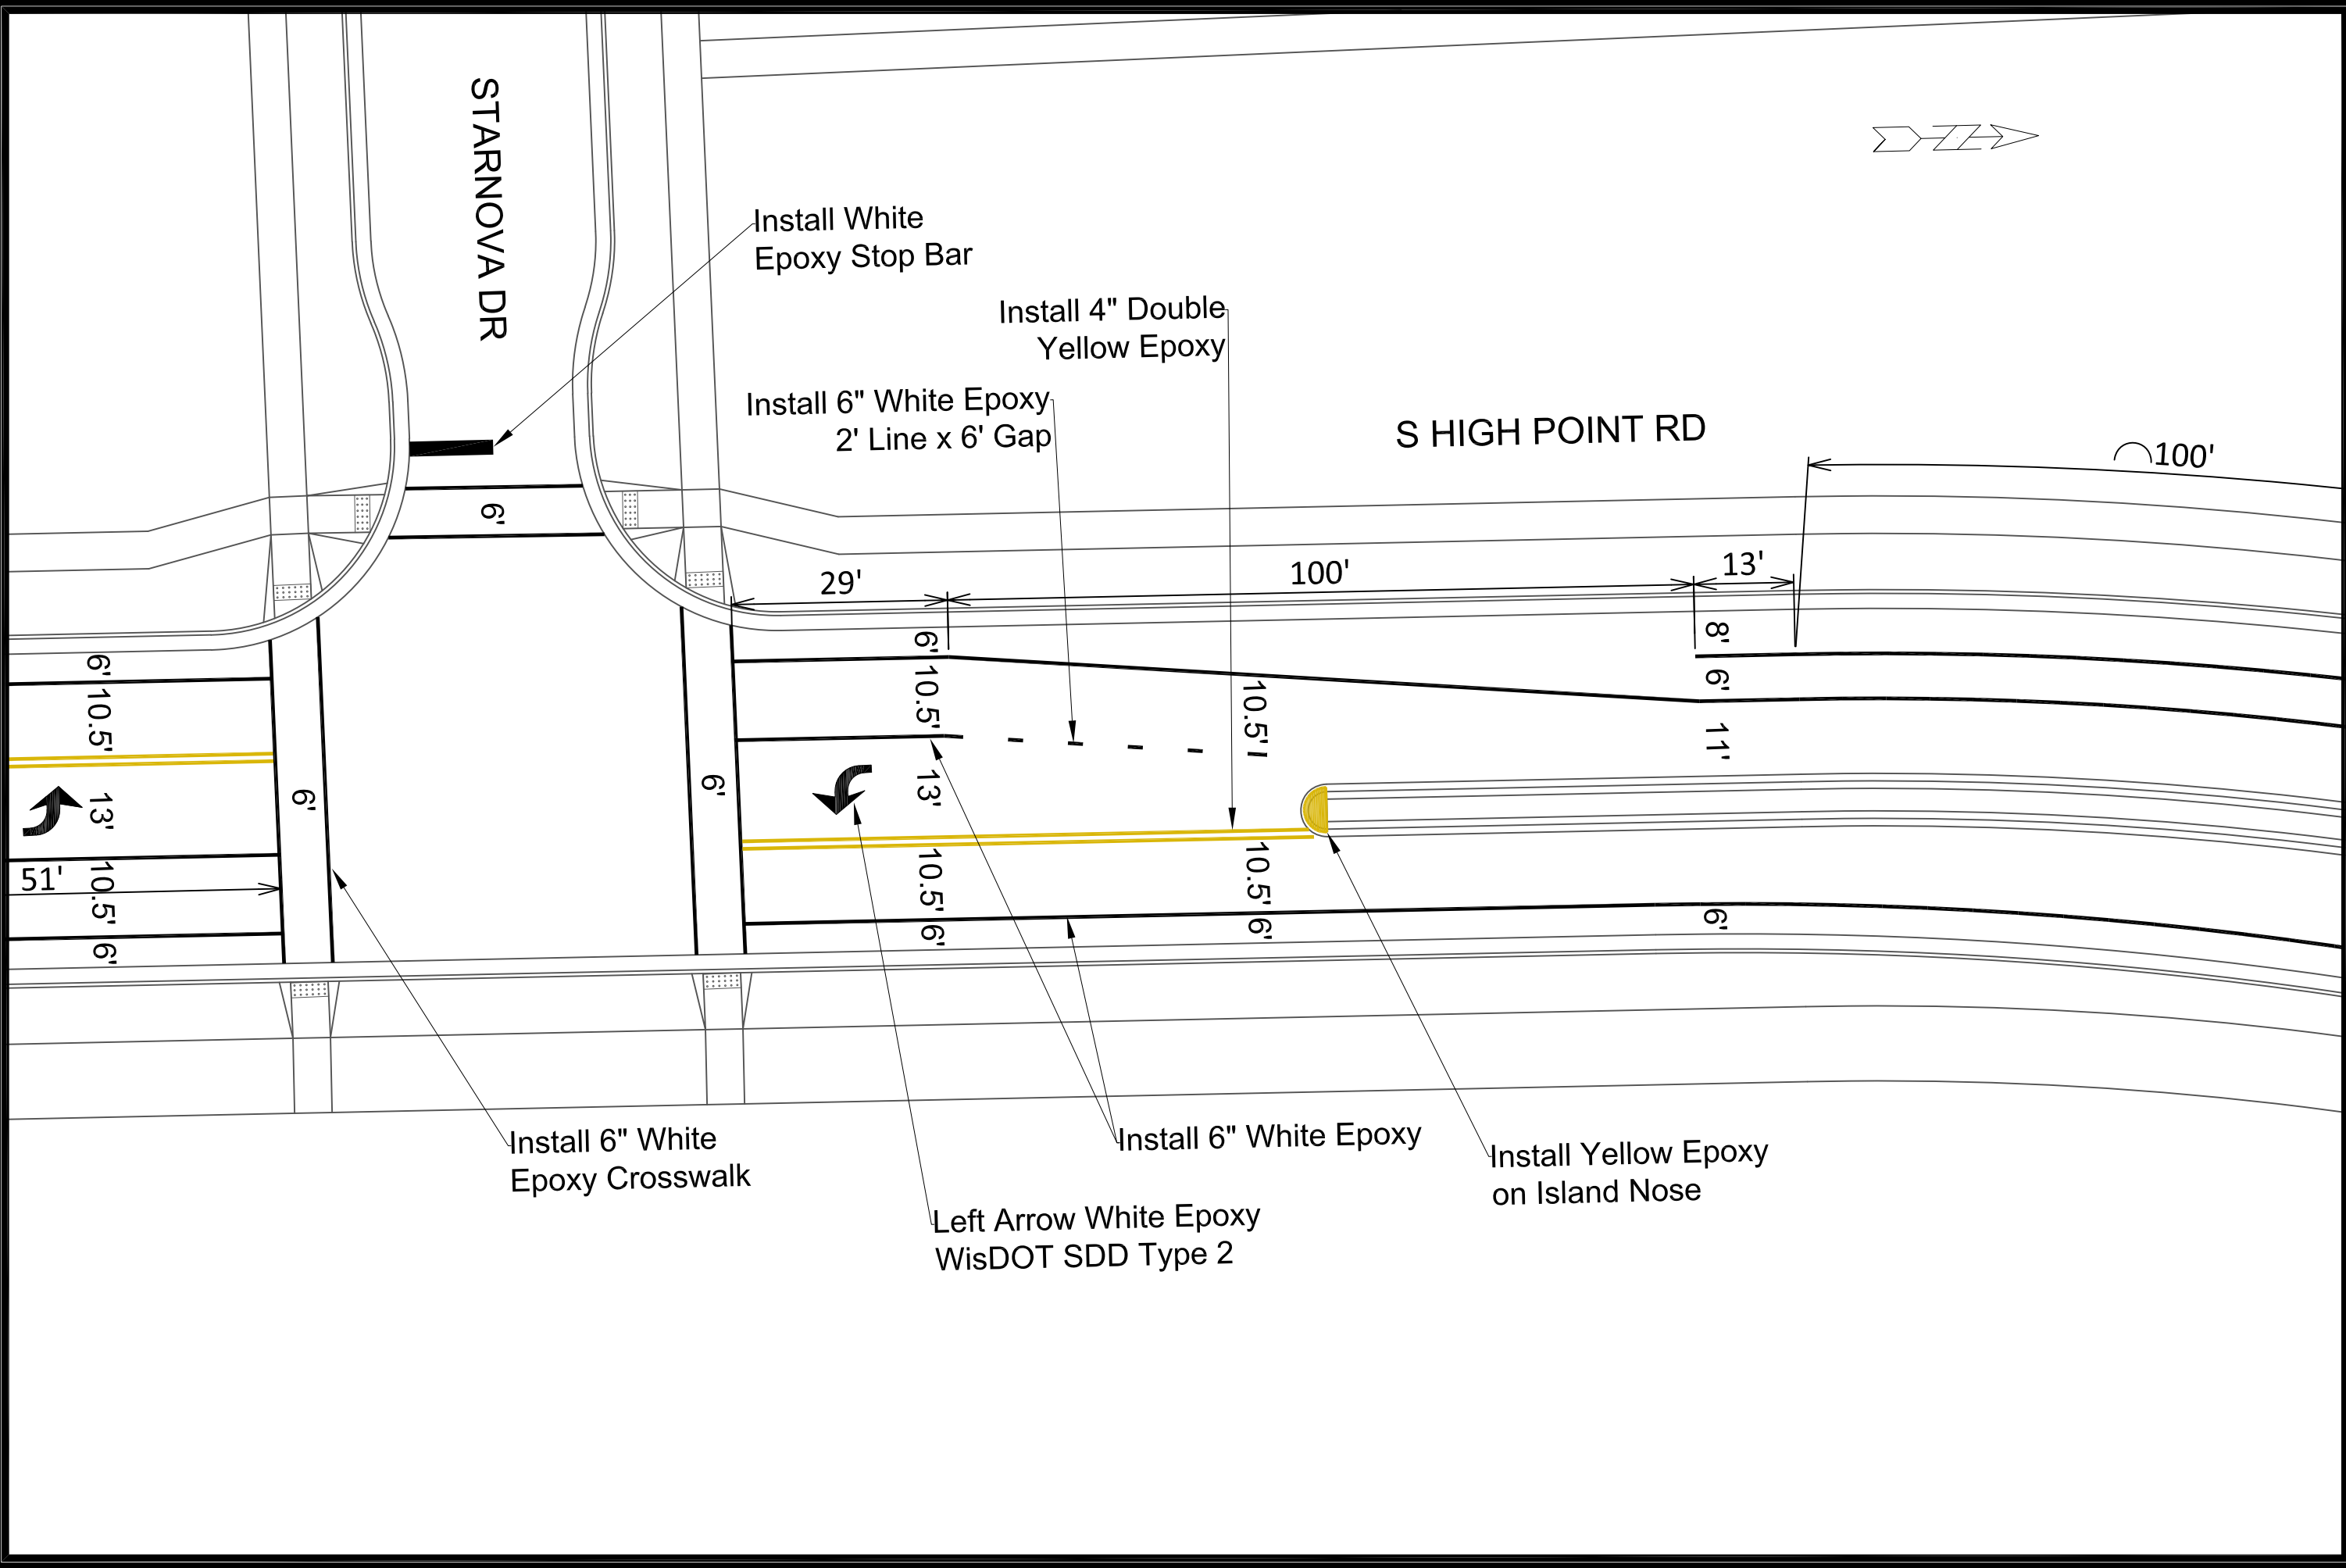 STARNOVA DR
Install White
Epoxy Stop Bar
Install 4" Double
Yellow Epoxy
Install 6" White Epoxy
2' Line x 6' Gap
S HIGH POINT RD
N
100'
6'
29'
100'
13'
6'
10.5'
13'
10.5'
6'
51'
6'
6'
6'
10.5'
13'
10.5'
6'
10.5'
10.5'
6'
8'
6'
11'
6'
Install 6" White
Epoxy Crosswalk
Install 6" White Epoxy
Install Yellow Epoxy
on Island Nose
Left Arrow White Epoxy
WisDOT SDD Type 2